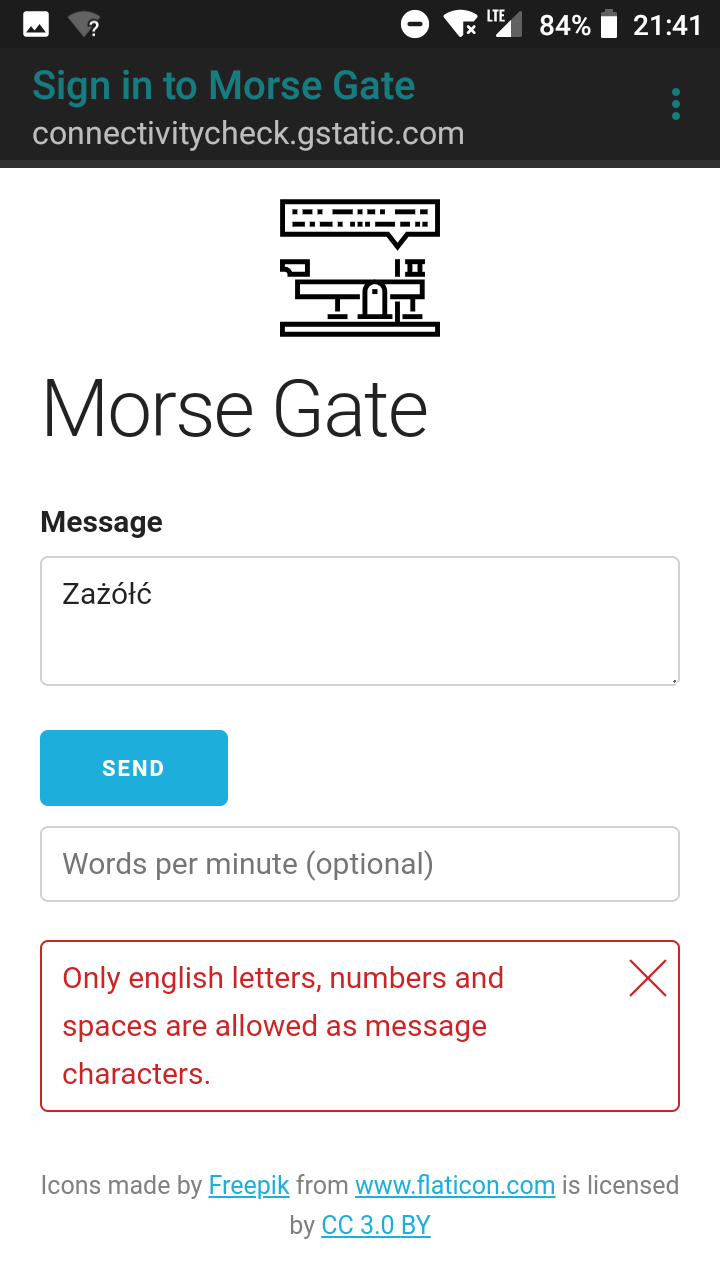 LTE 84% 21:41
Sign in to Morse Gate
connectivitycheck.gstatic.com
Morse Gate
Message
Zażółć
SEND
Words per minute (optional)
Only english letters, numbers and
spaces are allowed as message
characters.
Icons made by Freepik from www.flaticon.com is licensed
by CC 3.0 BY